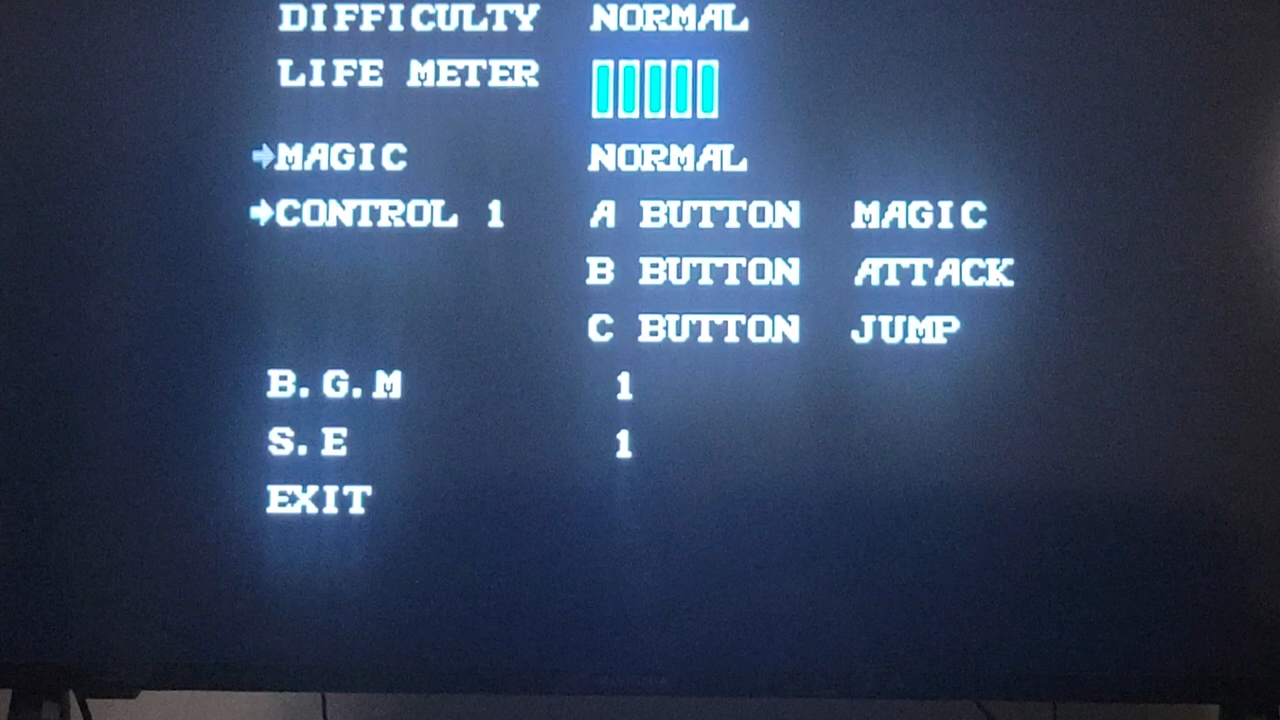 DIFFICULTY NORMAL
LIFE METER
MAGIC NORMAL
CONTROL 1 A BUTTON MAGIC
B BUTTON ATTACK
C BUTTON JUMP
B.G.M 1
S.E 1
EXIT